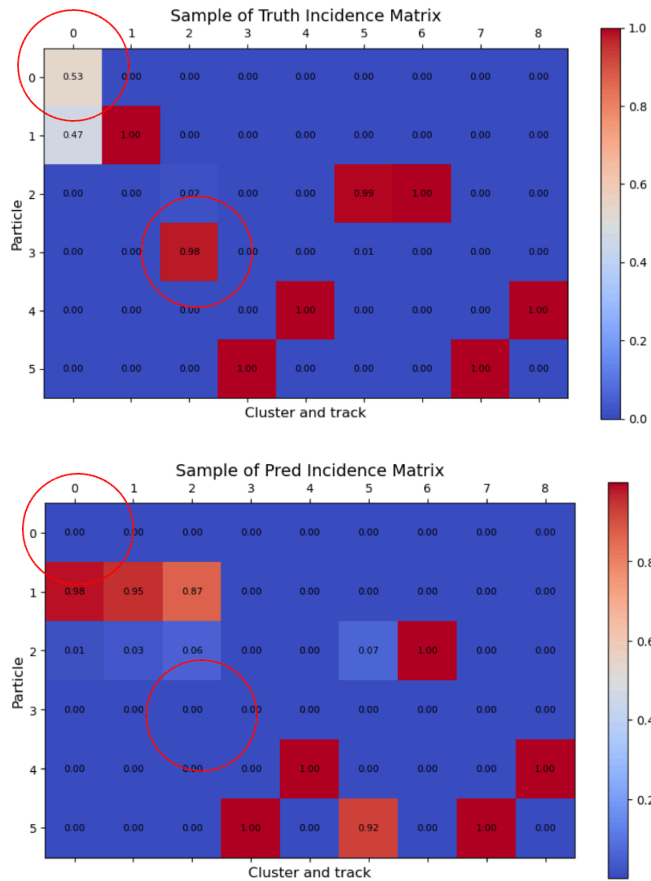 Sample of Truth Incidence Matrix
0 1 2 3 4 5 6 7 8
0 0.53 0.00 0.00 0.00 0.00 0.00 0.00 0.00 0.00
1 0.47 1.00 0.00 0.00 0.00 0.00 0.00 0.00 0.00
2 0.00 0.00 0.02 0.00 0.00 0.99 1.00 0.00 0.00
3 0.00 0.00 0.98 0.00 0.00 0.01 0.00 0.00 0.00
4 0.00 0.00 0.00 0.00 1.00 0.00 0.00 0.00 1.00
5 0.00 0.00 0.00 1.00 0.00 0.00 0.00 1.00 0.00
Particle
Cluster and track
1.0
0.8
0.6
0.4
0.2
0.0
Sample of Pred Incidence Matrix
0 1 2 3 4 5 6 7 8
0 0.00 0.00 0.00 0.00 0.00 0.00 0.00 0.00 0.00
1 0.98 0.95 0.87 0.00 0.00 0.00 0.00 0.00 0.00
2 0.01 0.03 0.06 0.00 0.00 0.07 1.00 0.00 0.00
3 0.00 0.00 0.00 0.00 0.00 0.00 0.00 0.00 0.00
4 0.00 0.00 0.00 0.00 1.00 0.00 0.00 0.00 1.00
5 0.00 0.00 0.00 1.00 0.00 0.92 0.00 1.00 0.00
Particle
Cluster and track
0.8
0.6
0.4
0.2